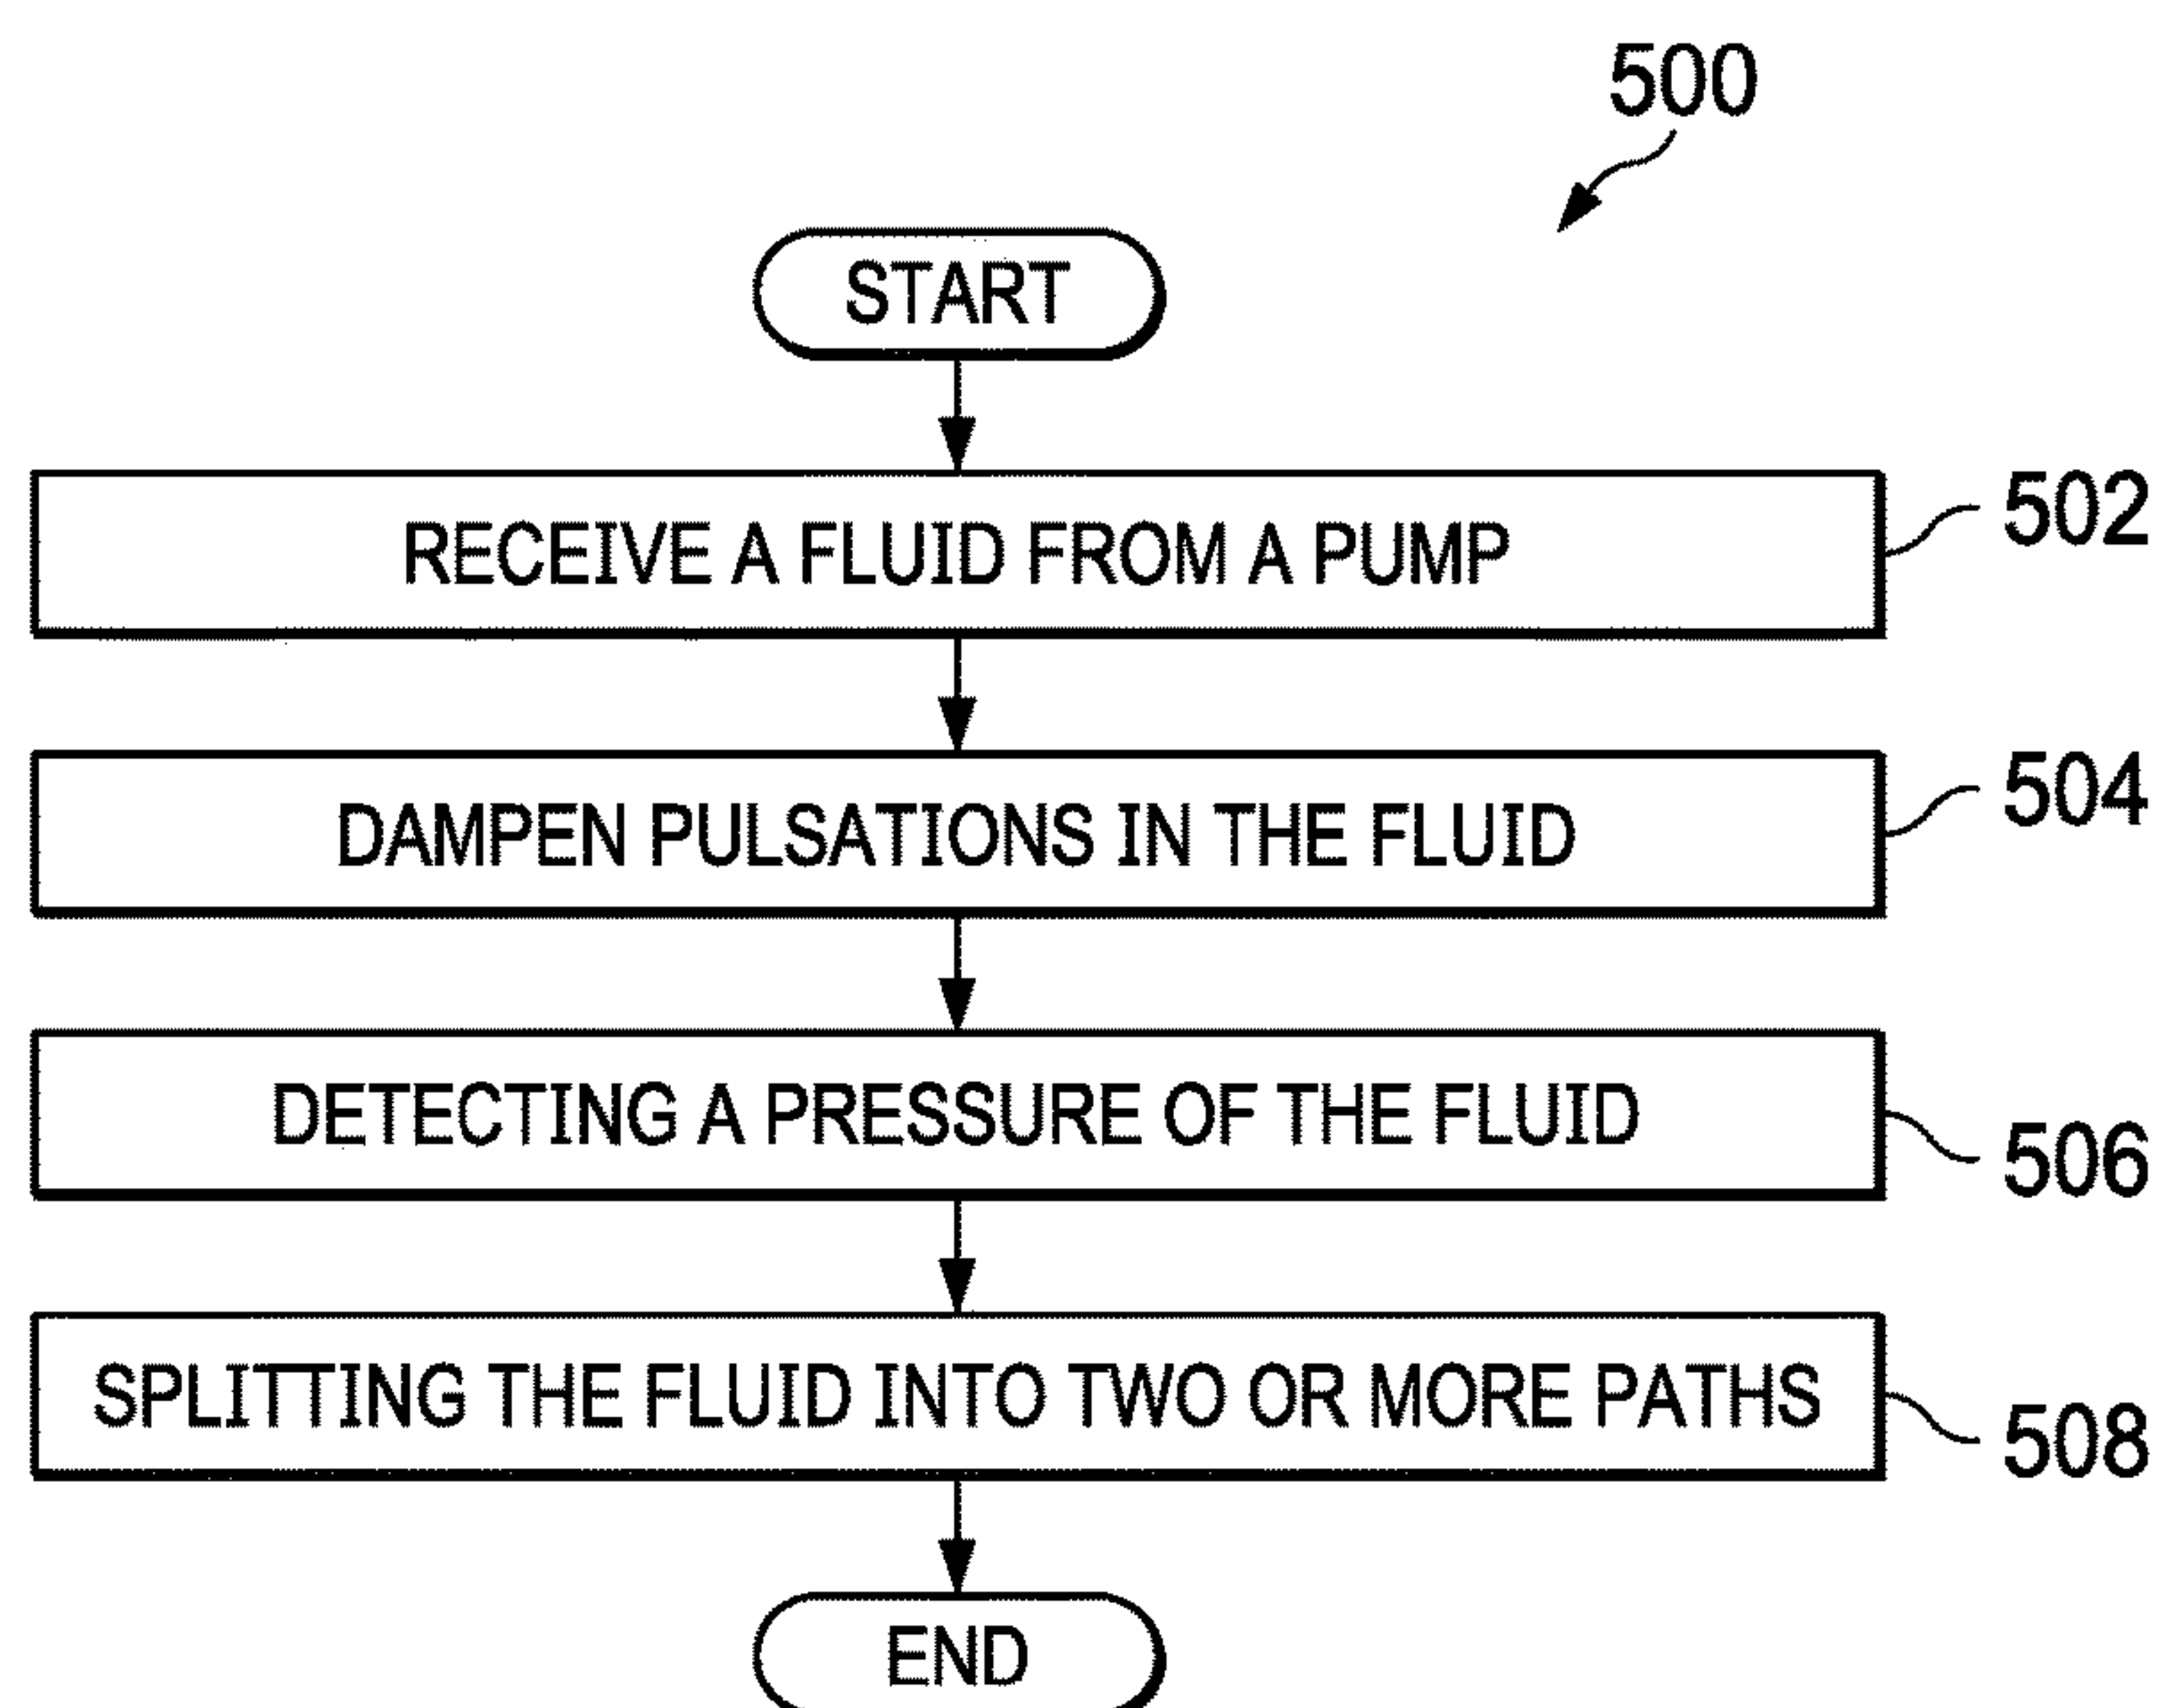 500
START
RECEIVE A FLUID FROM A PUMP
502
DAMPEN PULSATIONS IN THE FLUID
504
DETECTING A PRESSURE OF THE FLUID
506
SPLITTING THE FLUID INTO TWO OR MORE PATHS
508
END